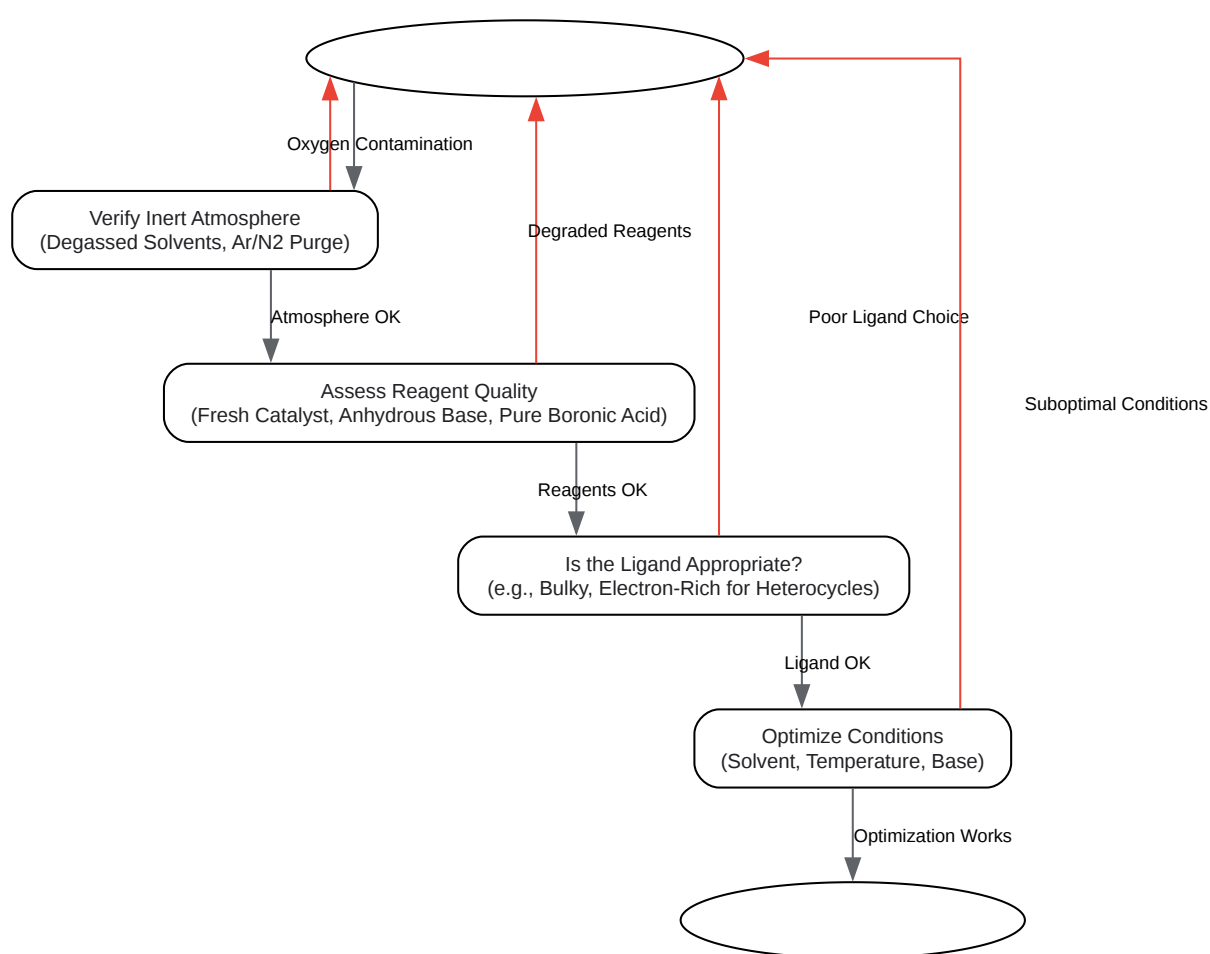 Oxygen Contamination
Verify Inert Atmosphere
(Degassed Solvents, Ar/N2 Purge)
Degraded Reagents
Atmosphere OK
Poor Ligand Choice
Assess Reagent Quality
(Fresh Catalyst, Anhydrous Base, Pure Boronic Acid)
Suboptimal Conditions
Reagents OK
Is the Ligand Appropriate?
(e.g., Bulky, Electron-Rich for Heterocycles)
Ligand OK
Optimize Conditions
(Solvent, Temperature, Base)
Optimization Works